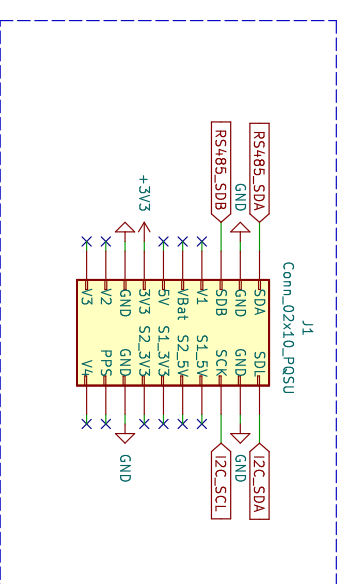 J1
Conn_02x10_PQSU
RS485_SDA SDA SDL I2C_SDA
GND GND GND GND
RS485_SDB SDB SCK I2C_SCL
V1 S1_5V
VBat S2_5V
5V S1_3V3
+3V3 3V3 S2_3V3
GND GND GND
V2 PPS
V3 V4